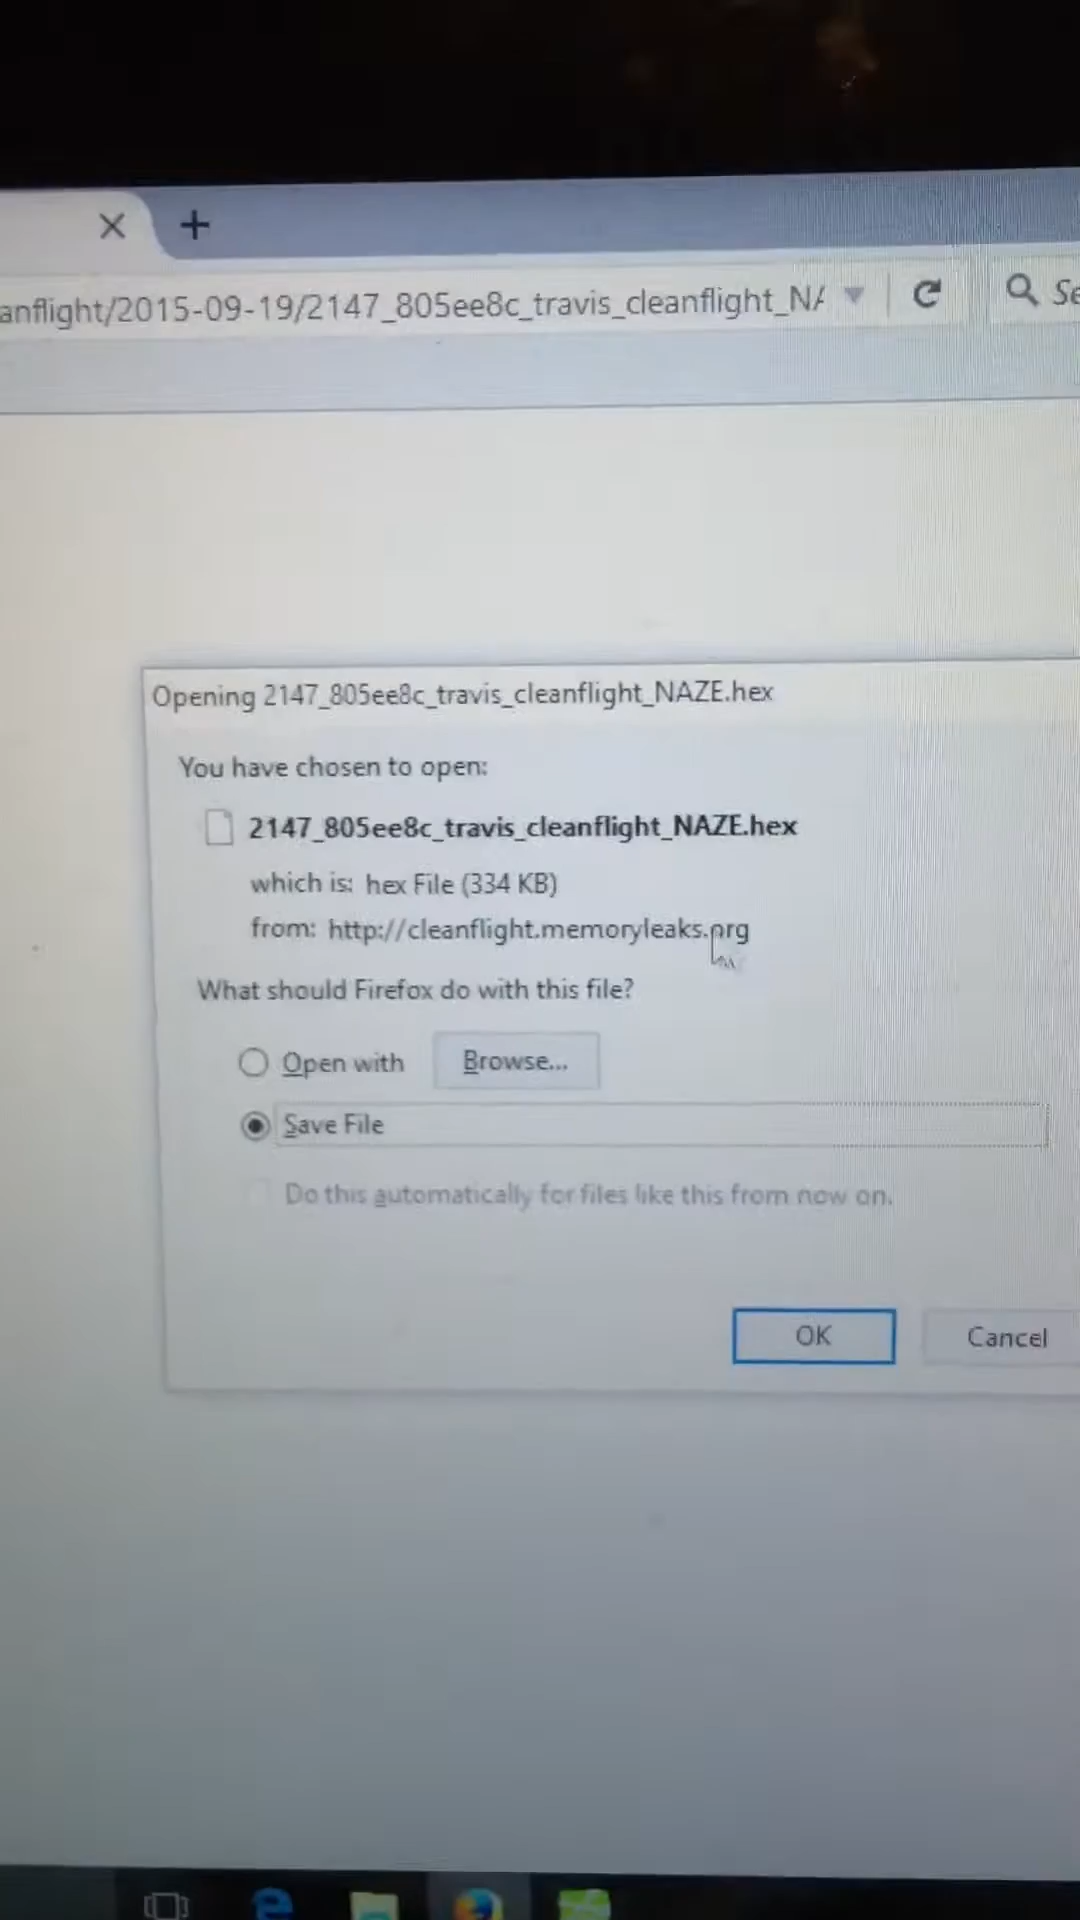 anflight/2015-09-19/2147_805ee8c_travis_cleanflight_NA
Se
Opening 2147_805ee8c_travis_cleanflight_NAZE.hex
You have chosen to open:
2147_805ee8c_travis_cleanflight_NAZE.hex
which is: hex File (334 KB)
from: http://cleanflight.memoryleaks.org
What should Firefox do with this file?
Open with Browse...
Save File
Do this automatically for files like this from now on.
OK Cancel